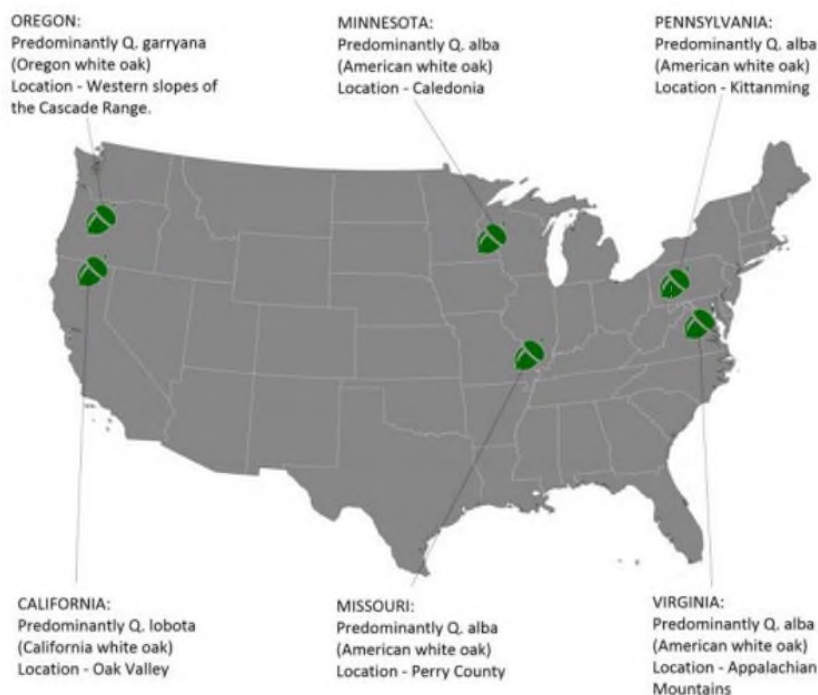 OREGON:
Predominantly Q. garryana
(Oregon white oak)
Location - Western slopes of
the Cascade Range.
MINNESOTA:
Predominantly Q. alba
(American white oak)
Location - Caledonia
PENNSYLVANIA:
Predominantly Q. alba
(American white oak)
Location - Kittanming
CALIFORNIA:
Predominantly Q. lobota
(California white oak)
Location - Oak Valley
MISSOURI:
Predominantly Q. alba
(American white oak)
Location - Perry County
VIRGINIA:
Predominantly Q. alba
(American white oak)
Location - Appalachian
Mountains